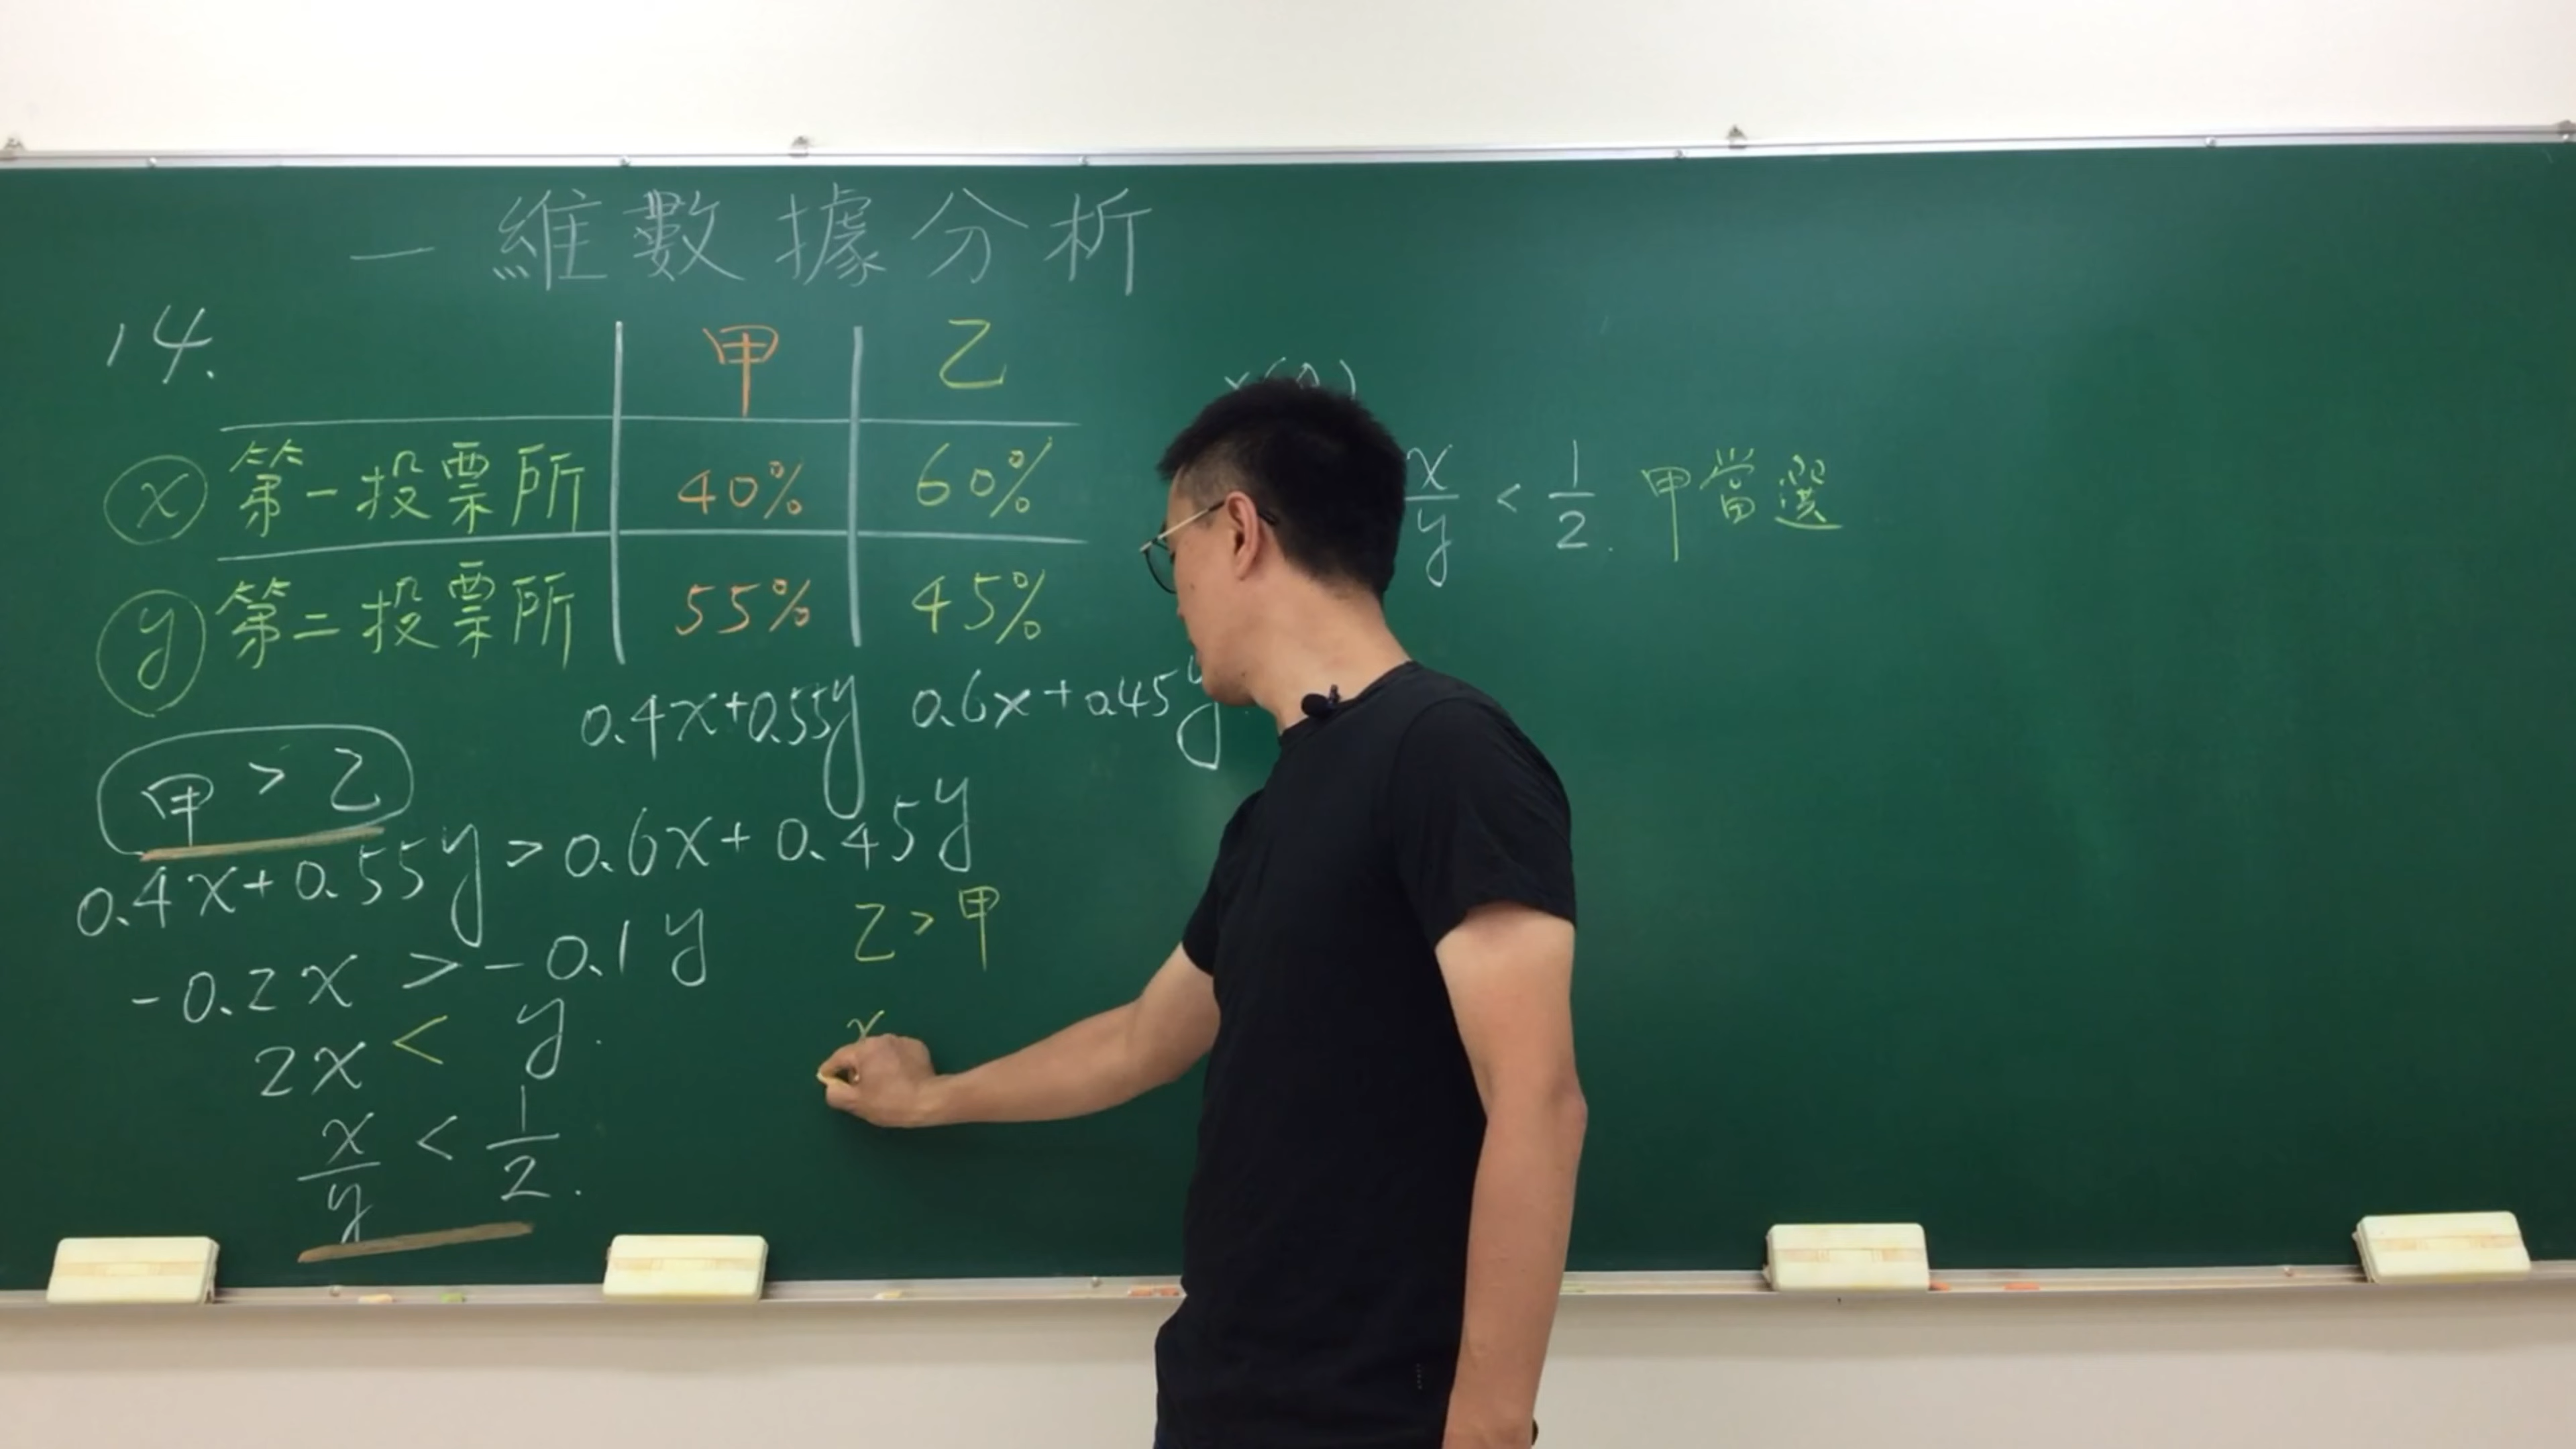 一維數據分析
14.
甲 乙
x 第一投票所 40% 60%
y 第二投票所 55% 45%
0.4x+0.55y 0.6x+0.45y
甲 > 乙
0.4x+0.55y > 0.6x+0.45y
-0.2x > -0.1y
2x < y.
x/y < 1/2.
乙 > 甲
x
x/y < 1/2. 甲當選